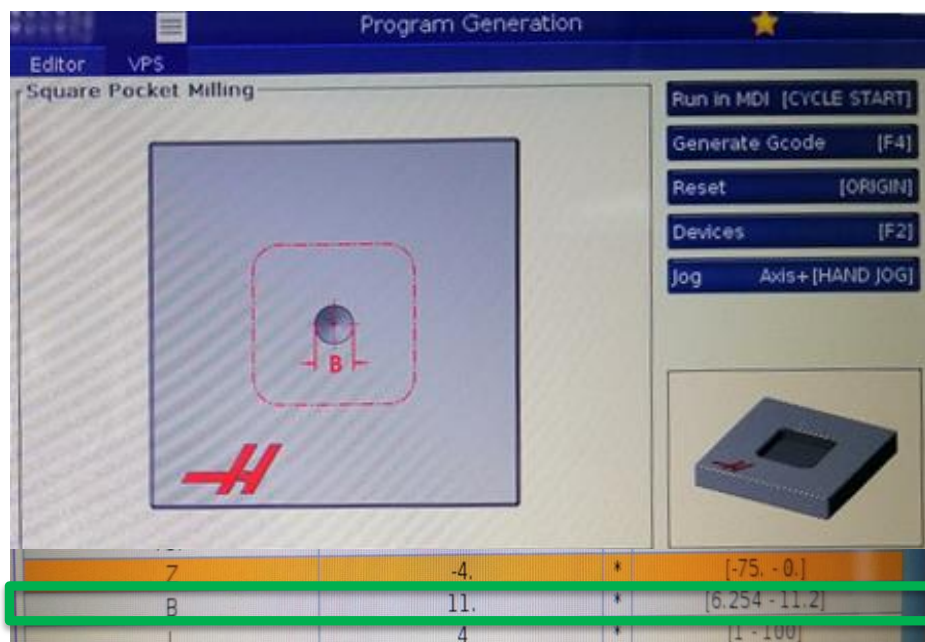 Program Generation
Editor VPS
Square Pocket Milling
Run in MDI [CYCLE START]
Generate Gcode [F4]
Reset [ORIGIN]
Devices [F2]
Jog Axis+[HAND JOG]
B
H
Z -4. * [-75. - 0.]
B 11. * [6.254 - 11.2]
4 * [1 - 100]